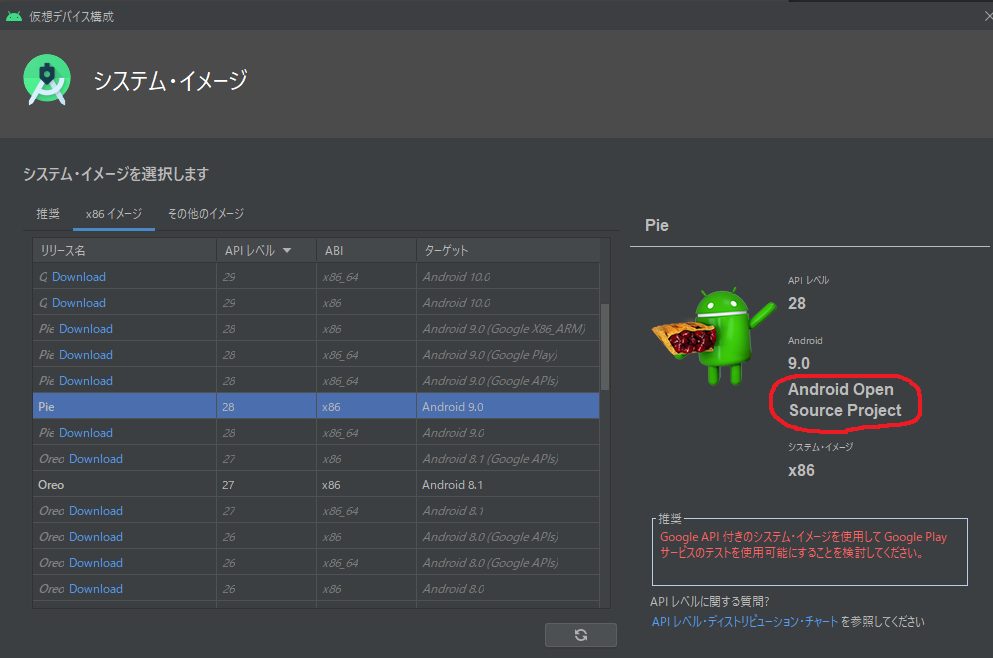 仮想デバイス構成
システム・イメージ
システム・イメージを選択します
推奨 x86 イメージ その他のイメージ
リリース名 API レベル ABI ターゲット
Q Download 29 x86_64 Android 10.0
Q Download 29 x86 Android 10.0
Pie Download 28 x86 Android 9.0 (Google X86_ARM)
Pie Download 28 x86_64 Android 9.0 (Google Play)
Pie Download 28 x86_64 Android 9.0 (Google APIs)
Pie 28 x86 Android 9.0
Pie Download 28 x86_64 Android 9.0
Oreo Download 27 x86 Android 8.1 (Google APIs)
Oreo 27 x86 Android 8.1
Oreo Download 27 x86_64 Android 8.1
Oreo Download 26 x86 Android 8.0 (Google APIs)
Oreo Download 26 x86_64 Android 8.0 (Google APIs)
Oreo Download 26 x86 Android 8.0
Pie
API レベル
28
Android
9.0
Android Open
Source Project
システム・イメージ
x86
推奨
Google API 付きのシステム・イメージを使用して Google Play
サービスのテストを使用可能にすることを検討してください。
API レベルに関する質問?
API レベル・ディストリビューション・チャート を参照してください